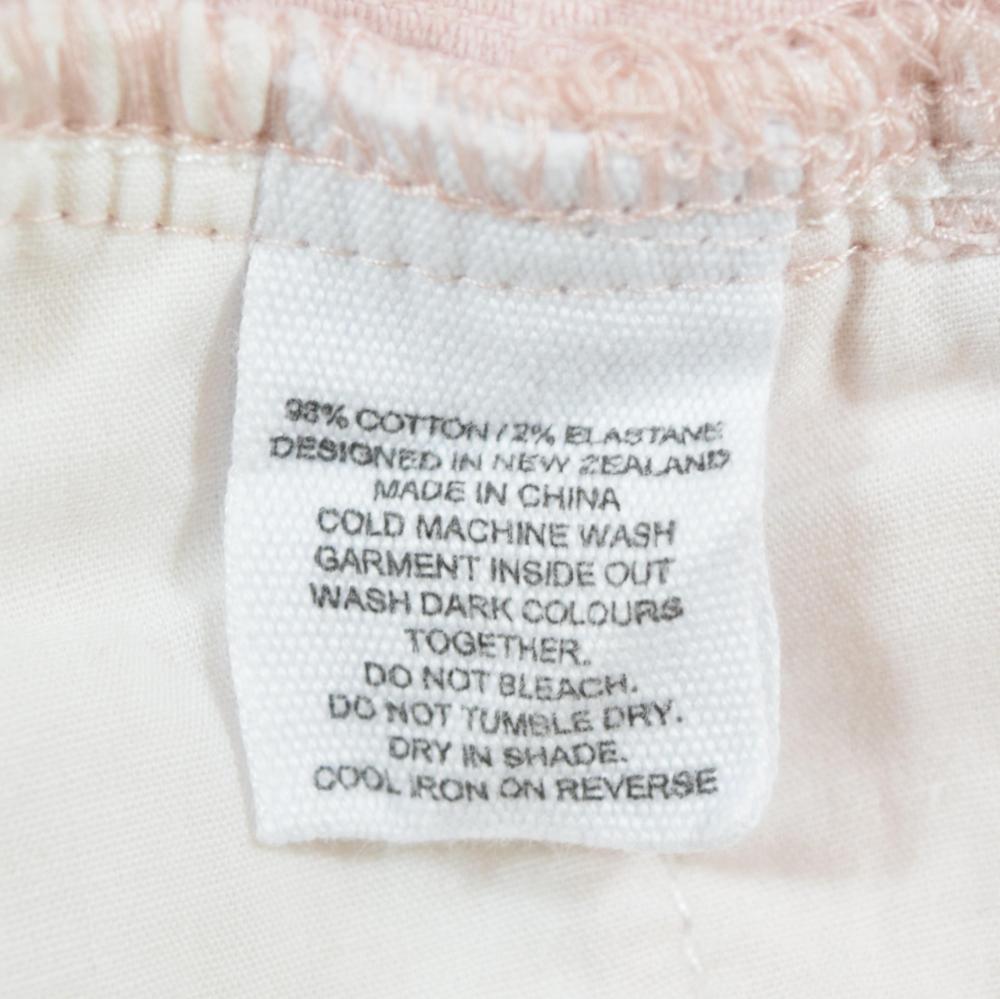 98% COTTON / 2% ELASTANE
DESIGNED IN NEW ZEALAND
MADE IN CHINA
COLD MACHINE WASH
GARMENT INSIDE OUT
WASH DARK COLOURS
TOGETHER.
DO NOT BLEACH.
DO NOT TUMBLE DRY.
DRY IN SHADE.
COOL IRON ON REVERSE